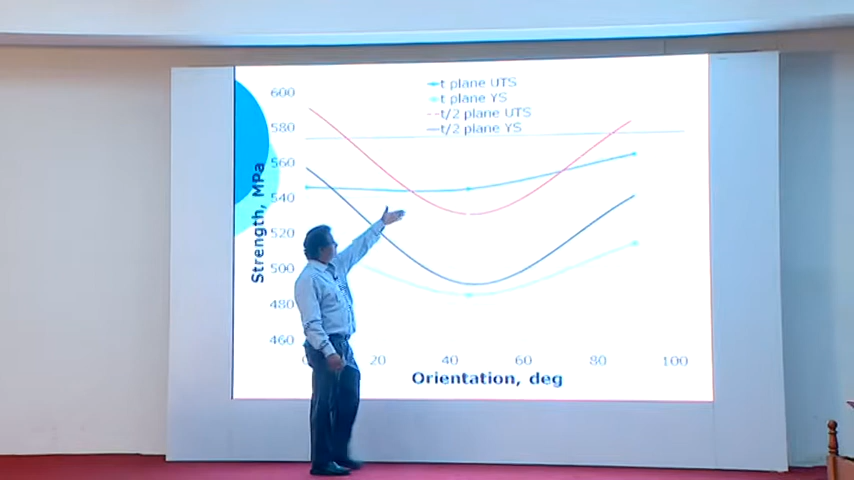 t plane UTS
t plane YS
t/2 plane UTS
t/2 plane YS
600
580
560
540
520
500
480
460
Strength, MPa
20 40 60 80 100
Orientation, deg